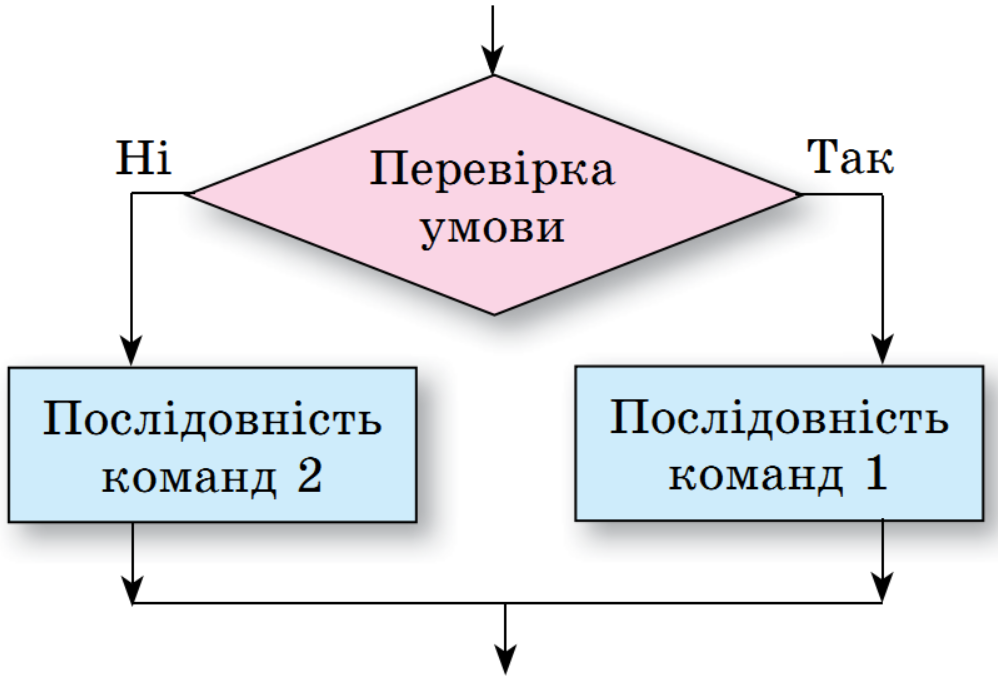 Ні
Так
Перевірка
умови
Послідовність
команд 2
Послідовність
команд 1